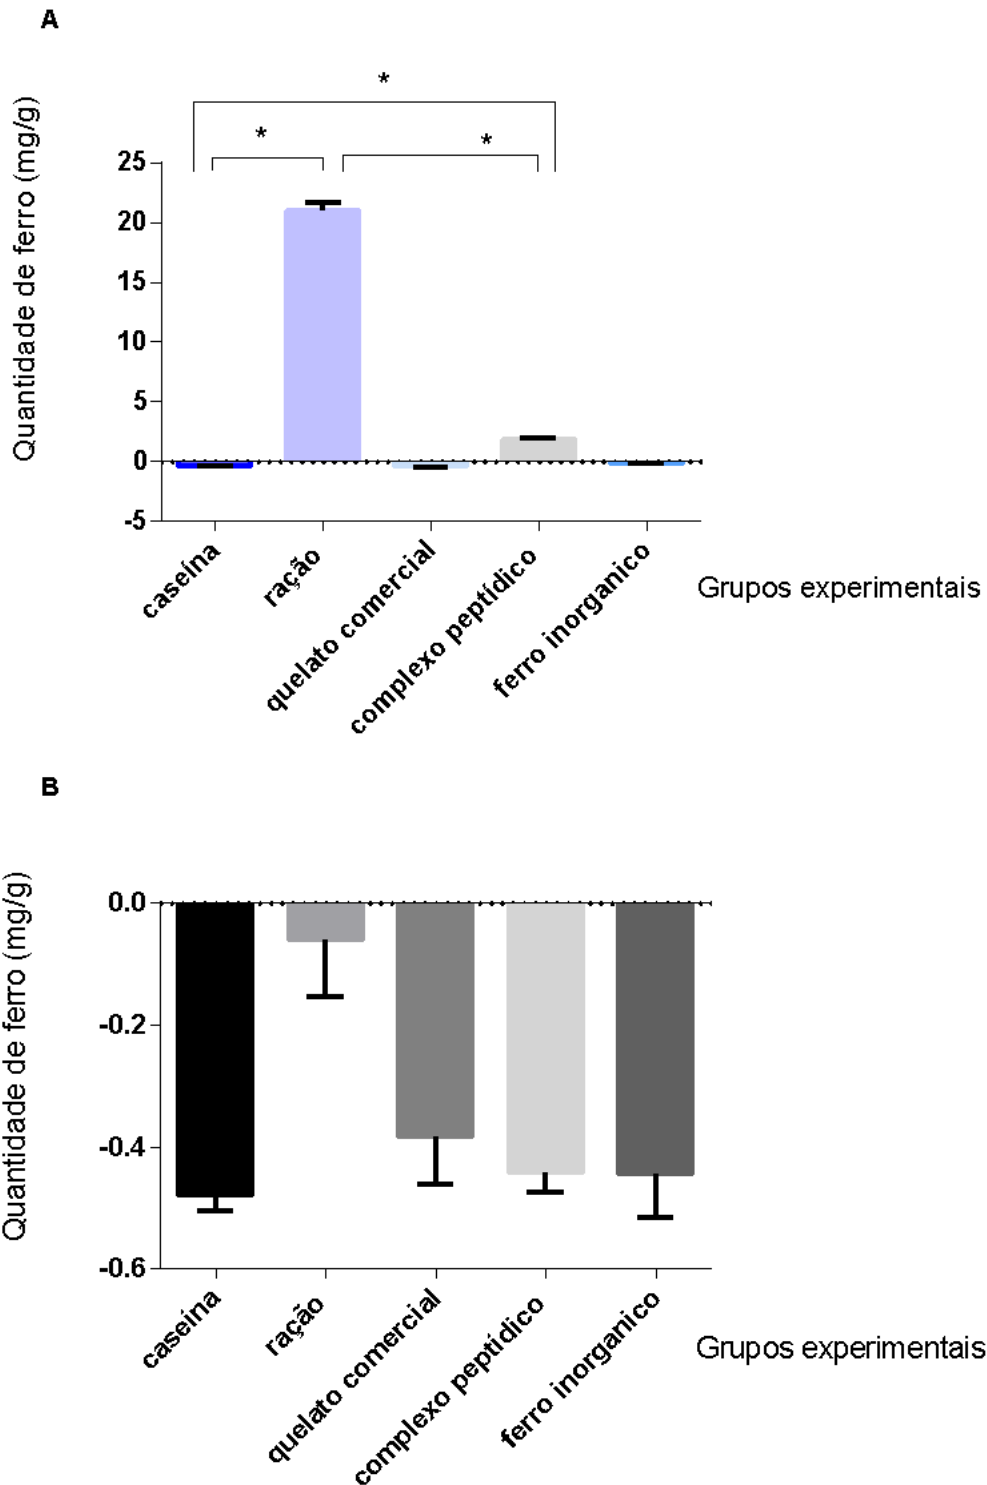 A
Quantidade de ferro (mg/g)
*
*
*
25
20
15
10
5
0
-5
caseína
ração
quelato comercial
complexo peptídico
ferro inorganico
Grupos experimentais
B
Quantidade de ferro (mg/g)
0.0
-0.2
-0.4
-0.6
caseína
ração
quelato comercial
complexo peptídico
ferro inorganico
Grupos experimentais